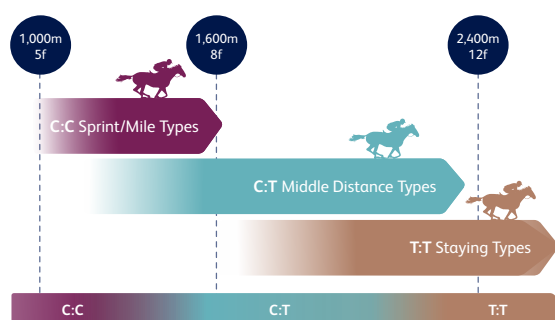 1,000m
5f
1,600m
8f
2,400m
12f
C:C Sprint/Mile Types
C:T Middle Distance Types
T:T Staying Types
C:C
C:T
T:T